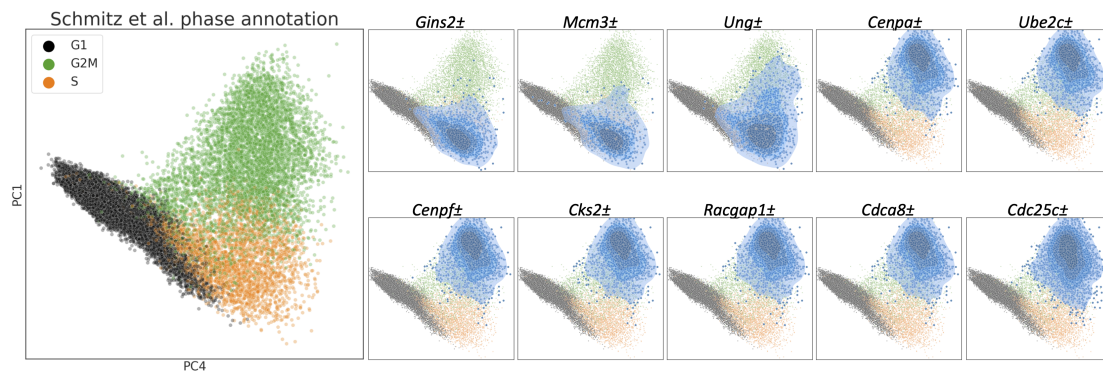 Schmitz et al. phase annotation
G1
G2M
S
PC1
PC4
Gins2±
Mcm3±
Ung±
Cenpa±
Ube2c±
Cenpf±
Cks2±
Racgap1±
Cdca8±
Cdc25c±